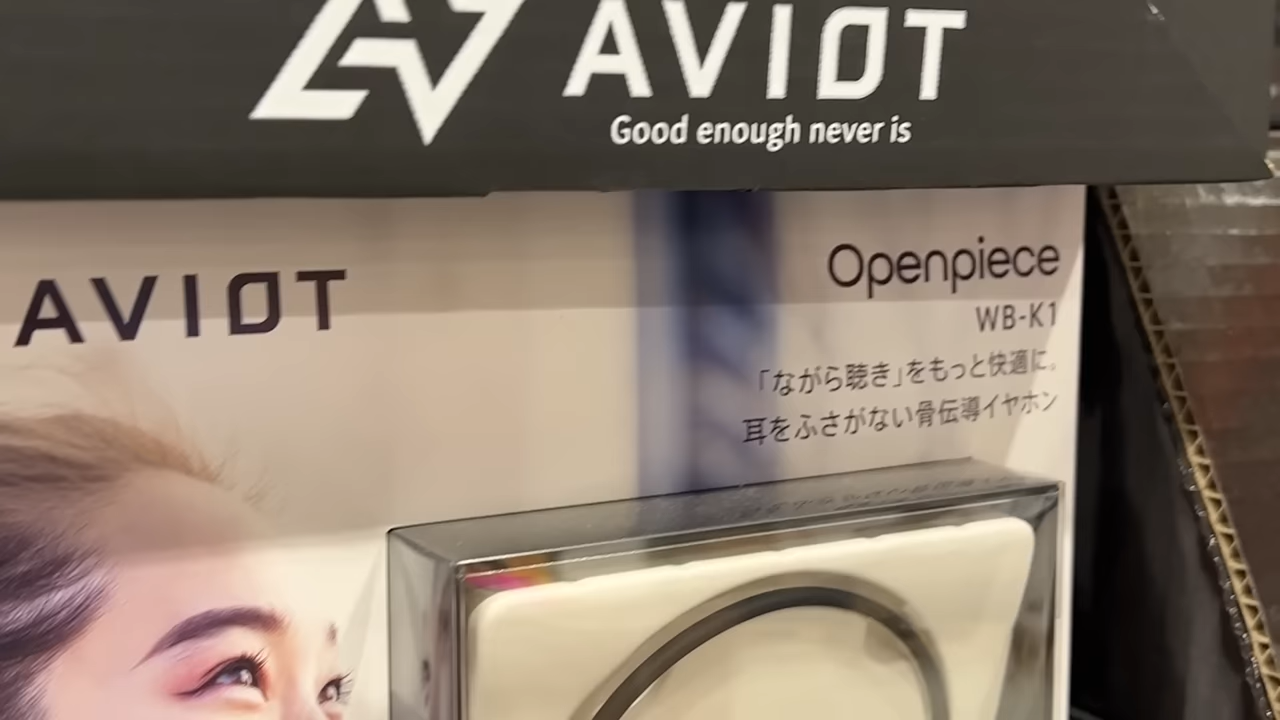 AVIOT
Good enough never is
AVIOT
Openpiece
WB-K1
「ながら聴き」をもっと快適に。
耳をふさがない骨伝導イヤホン